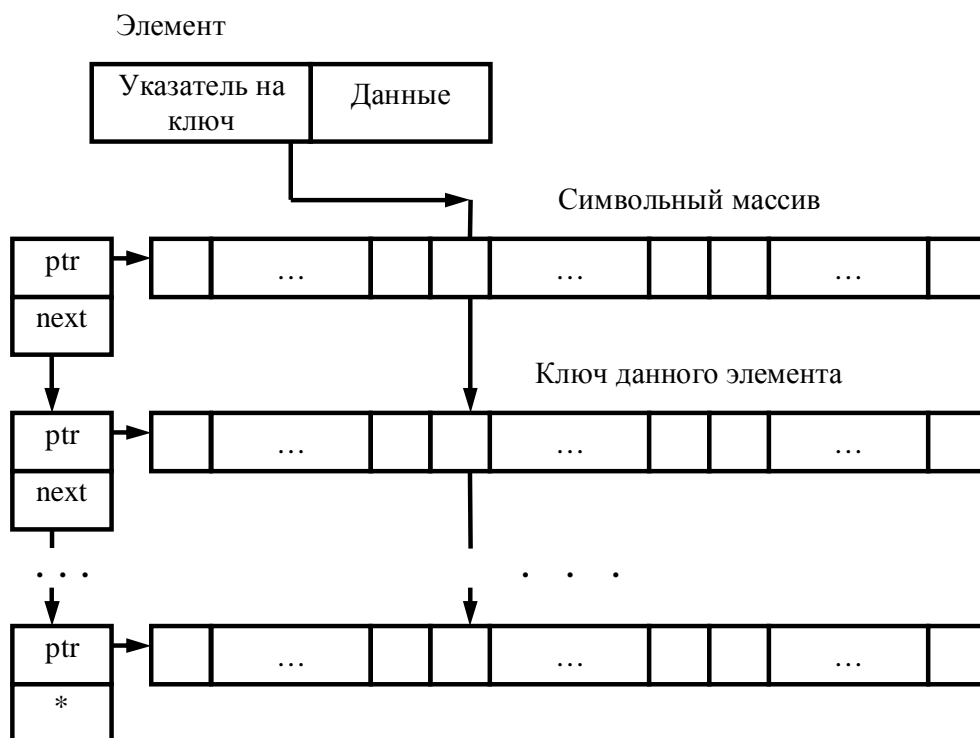 Элемент
Указатель на
ключ
Данные
Символьный массив
ptr
...
...
...
next
Ключ данного элемента
ptr
...
...
...
next
. . .
. . .
ptr
...
...
...
*